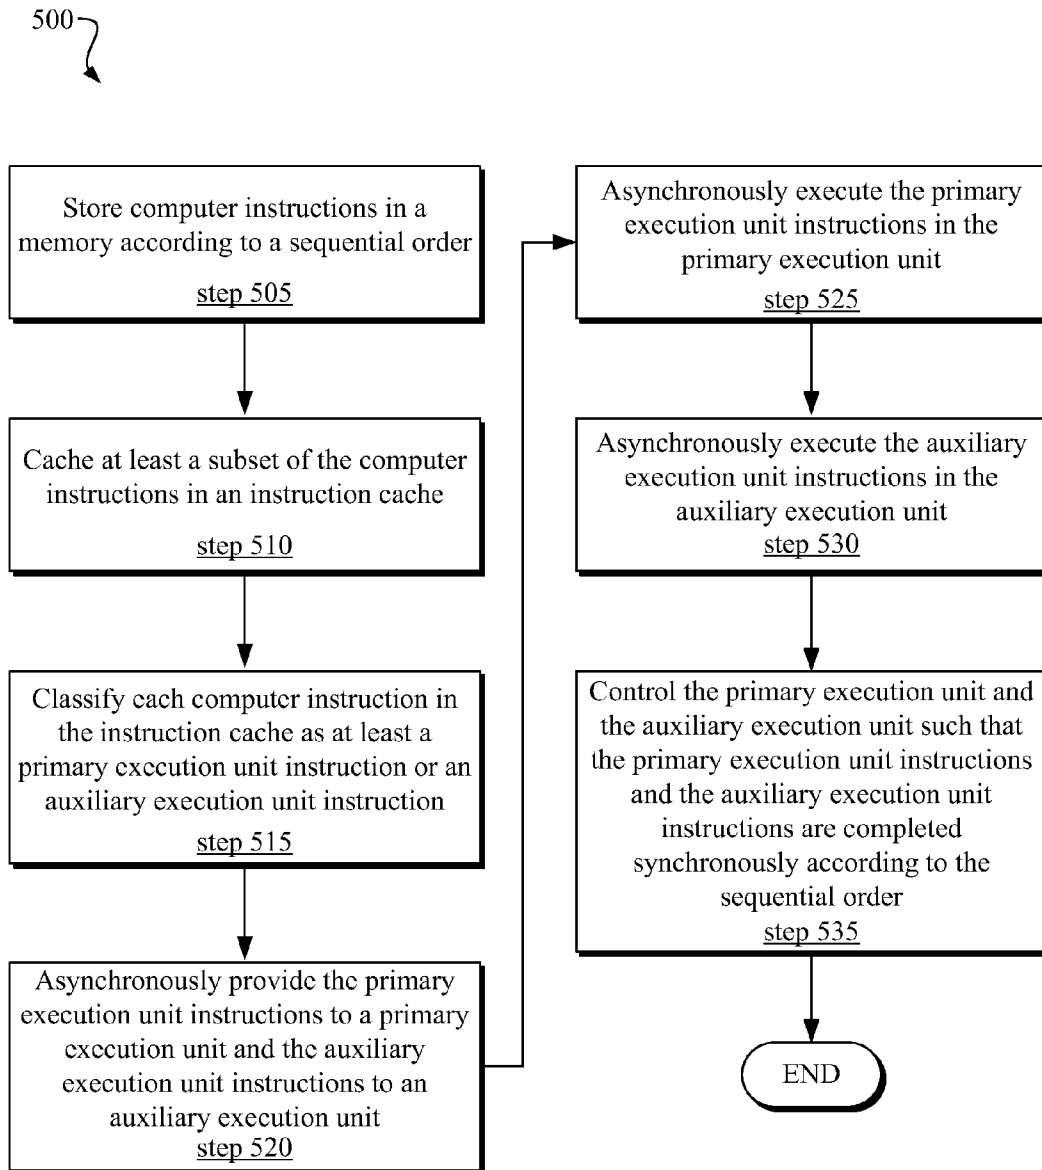 500
Store computer instructions in a
memory according to a sequential order
step 505
Cache at least a subset of the computer
instructions in an instruction cache
step 510
Classify each computer instruction in
the instruction cache as at least a
primary execution unit instruction or an
auxiliary execution unit instruction
step 515
Asynchronously provide the primary
execution unit instructions to a primary
execution unit and the auxiliary
execution unit instructions to an
auxiliary execution unit
step 520
Asynchronously execute the primary
execution unit instructions in the
primary execution unit
step 525
Asynchronously execute the auxiliary
execution unit instructions in the
auxiliary execution unit
step 530
Control the primary execution unit and
the auxiliary execution unit such that
the primary execution unit instructions
and the auxiliary execution unit
instructions are completed
synchronously according to the
sequential order
step 535
END